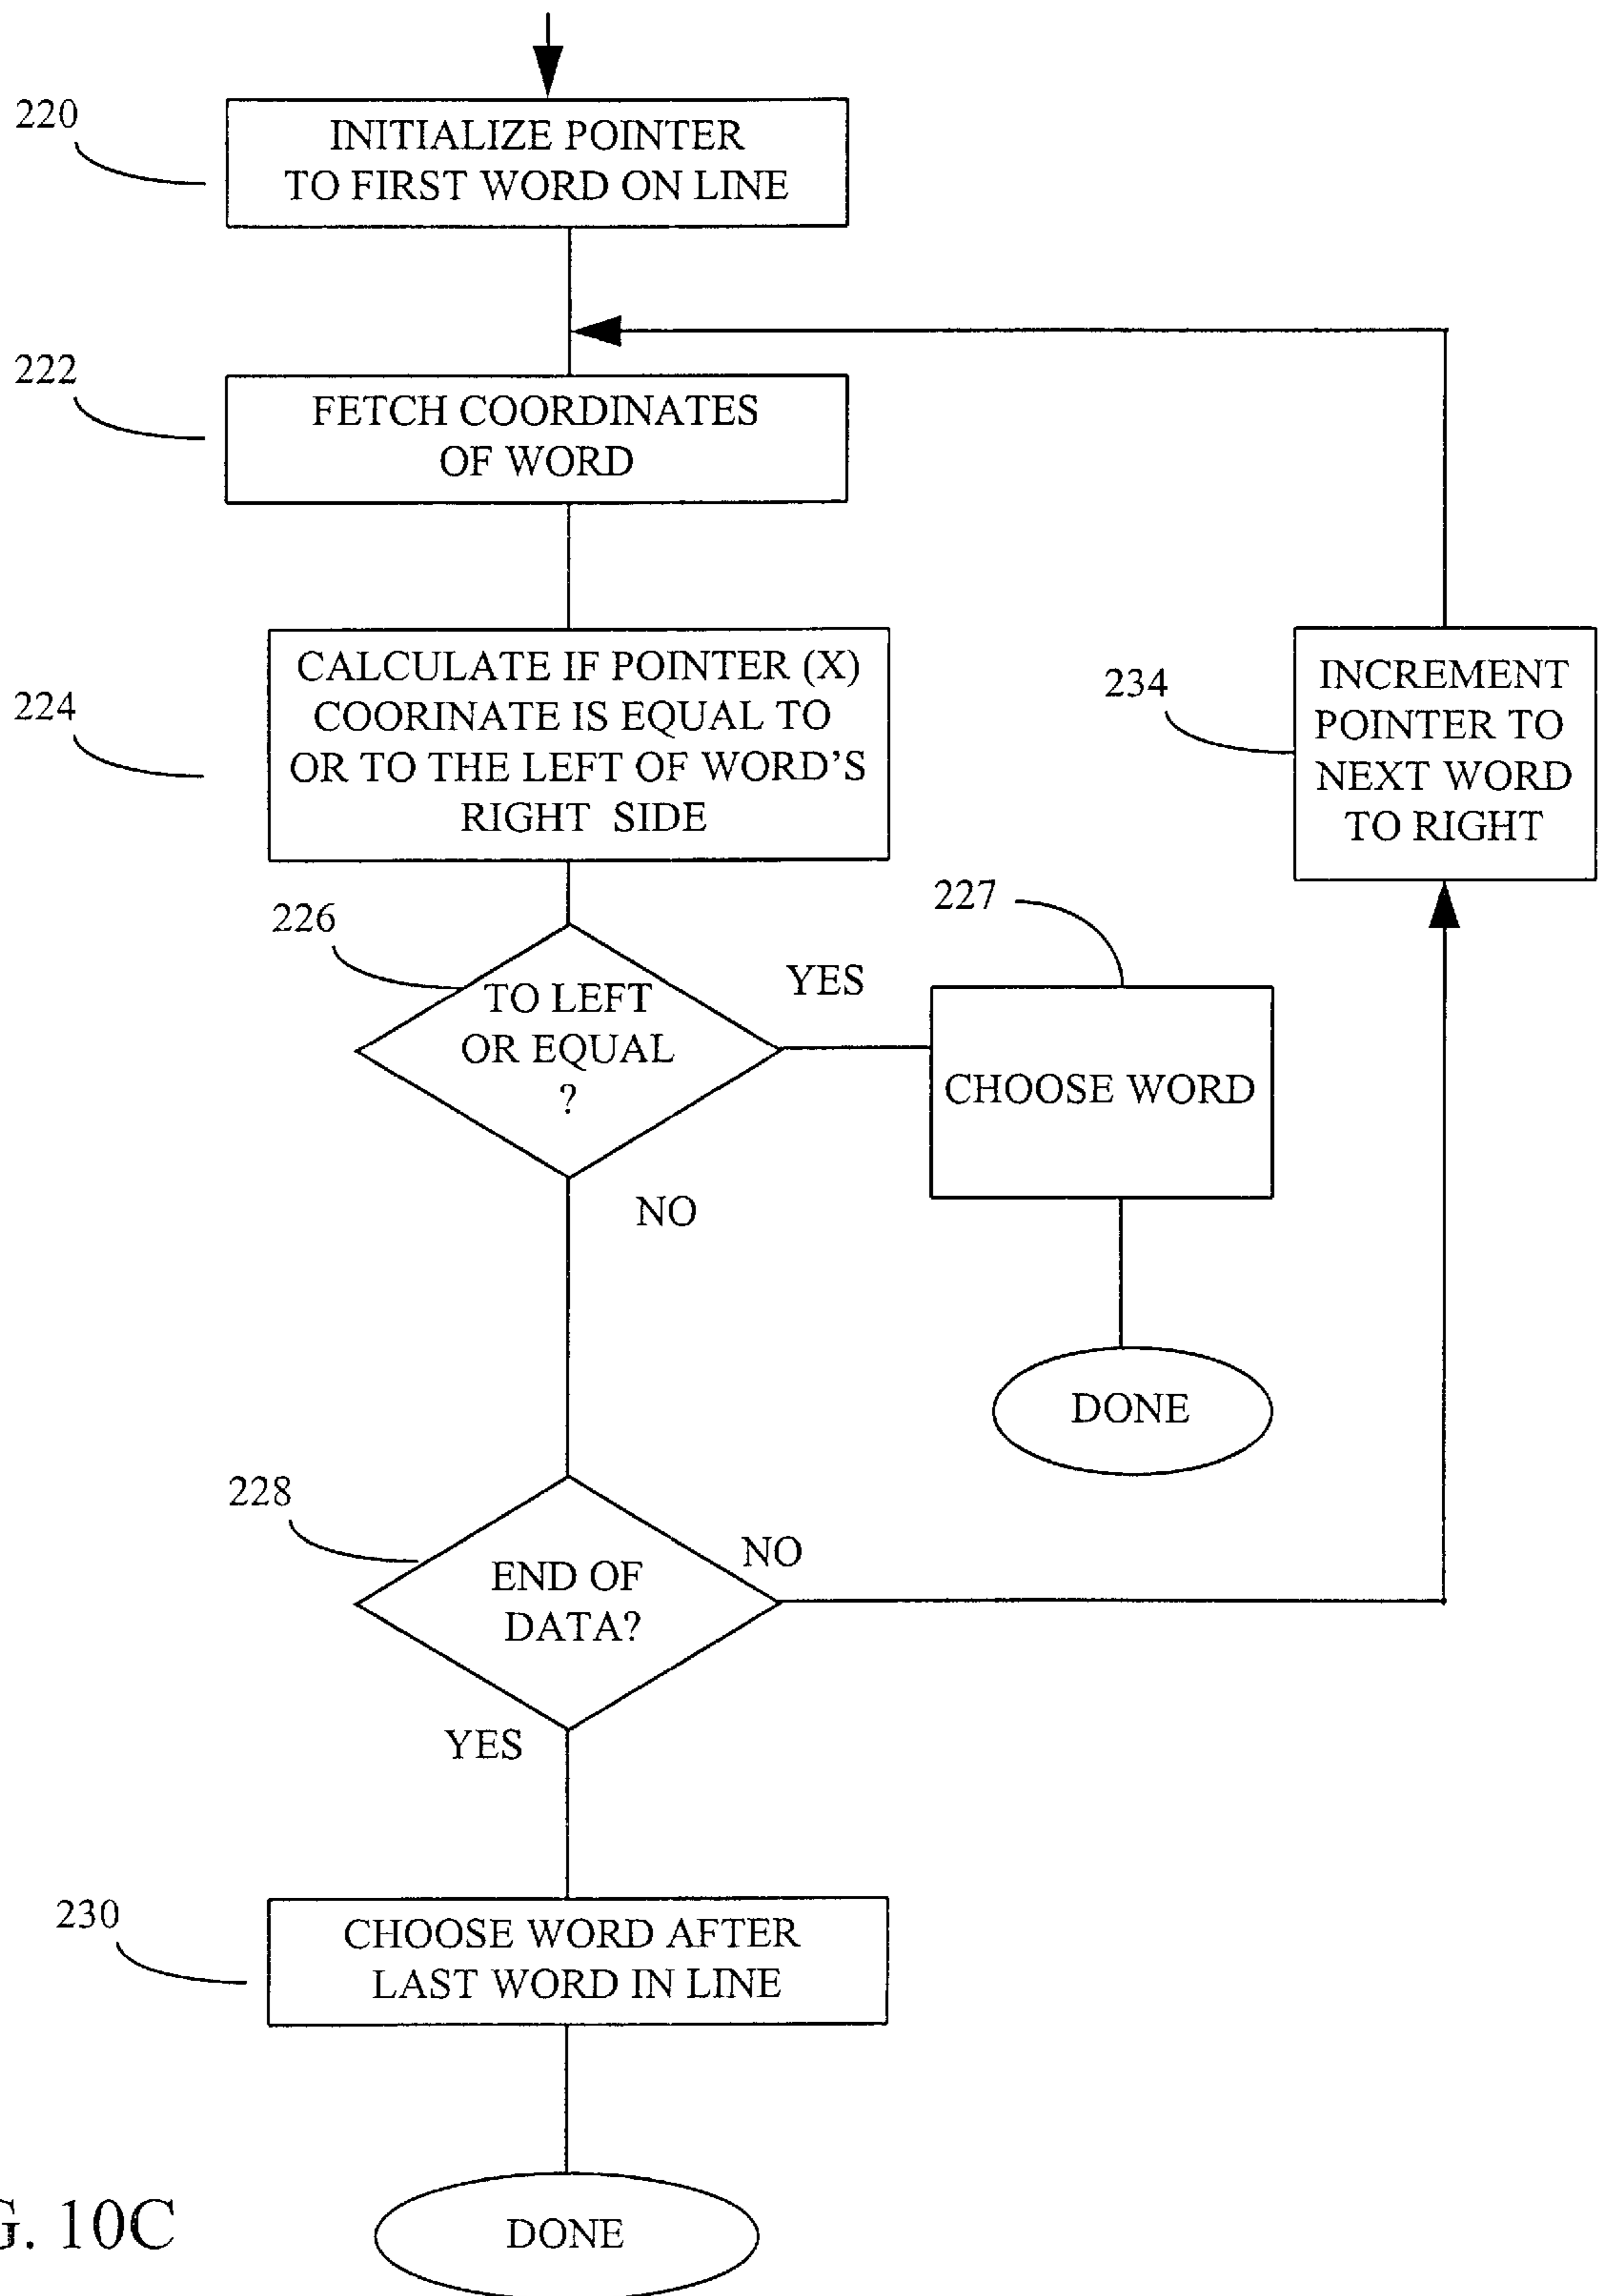 220
INITIALIZE POINTER
TO FIRST WORD ON LINE
222
FETCH COORDINATES
OF WORD
224
CALCULATE IF POINTER (X)
COORINATE IS EQUAL TO
OR TO THE LEFT OF WORD'S
RIGHT SIDE
234
INCREMENT
POINTER TO
NEXT WORD
TO RIGHT
226
TO LEFT
OR EQUAL
?
YES
NO
227
CHOOSE WORD
DONE
228
END OF
DATA?
NO
YES
230
CHOOSE WORD AFTER
LAST WORD IN LINE
DONE
G. 10C